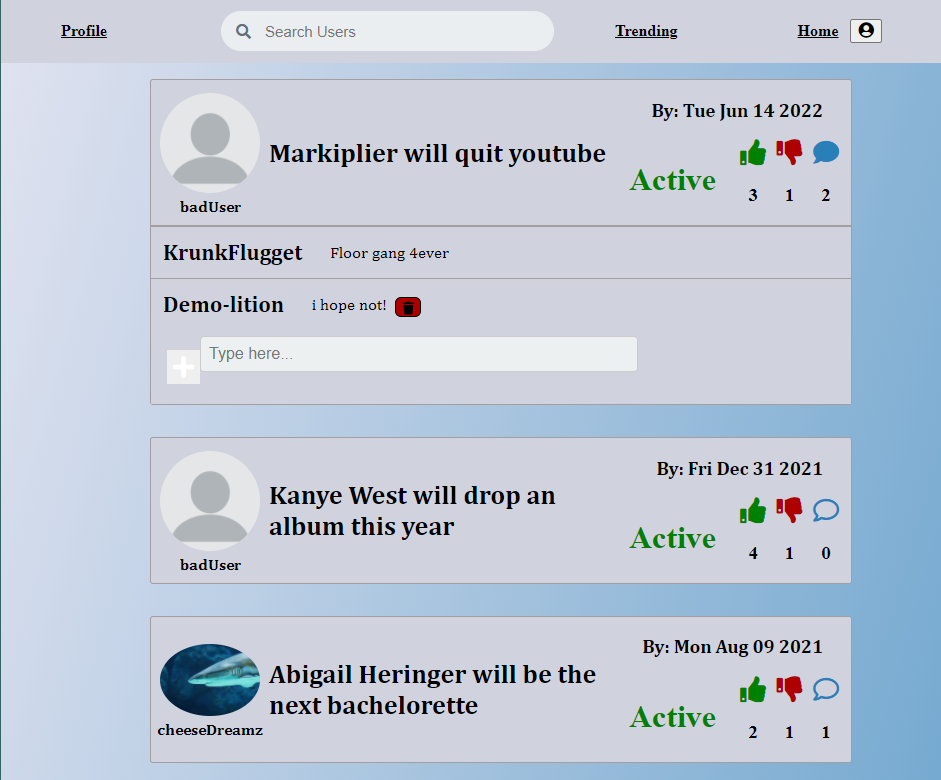 Profile
Search Users
Trending
Home
By: Tue Jun 14 2022
Markiplier will quit youtube
Active
3 1 2
badUser
KrunkFlugget Floor gang 4ever
Demo-lition i hope not!
Type here...
By: Fri Dec 31 2021
Kanye West will drop an
album this year
Active
4 1 0
badUser
By: Mon Aug 09 2021
Abigail Heringer will be the
next bachelorette
Active
2 1 1
cheeseDreamz